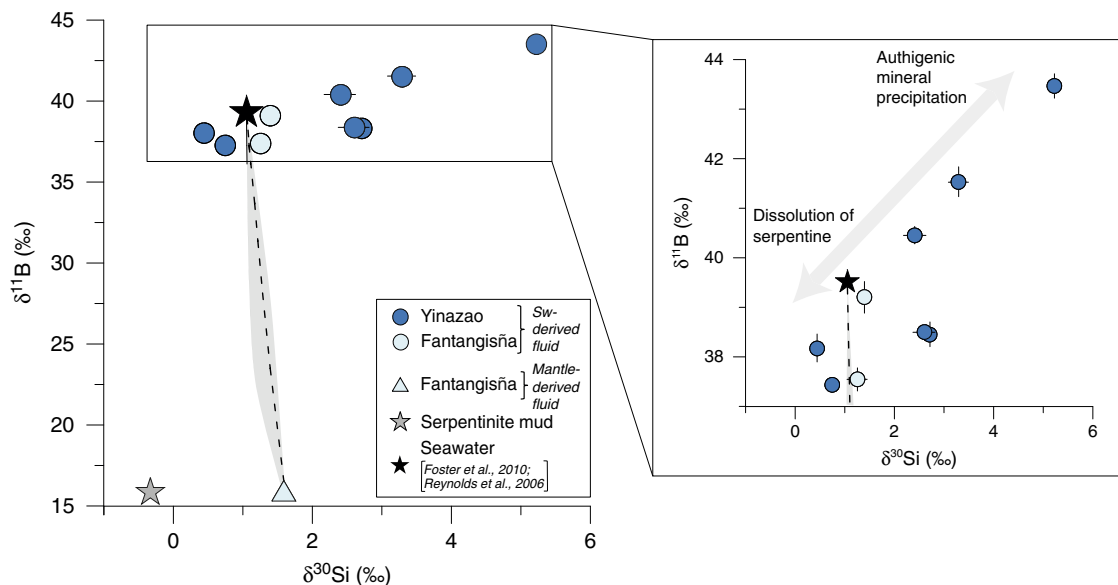 45
40
35
30
25
20
15
δ11B (‰)
0
2
4
6
δ30Si (‰)
Yinazao
Fantangisña
Sw-
derived
fluid
Fantangisña
Mantle-
derived
fluid
Serpentinite mud
Seawater
[Foster et al., 2010;
Reynolds et al., 2006]
44
42
40
38
δ11B (‰)
Authigenic
mineral
precipitation
Dissolution of
serpentine
0
2
4
6
δ30Si (‰)